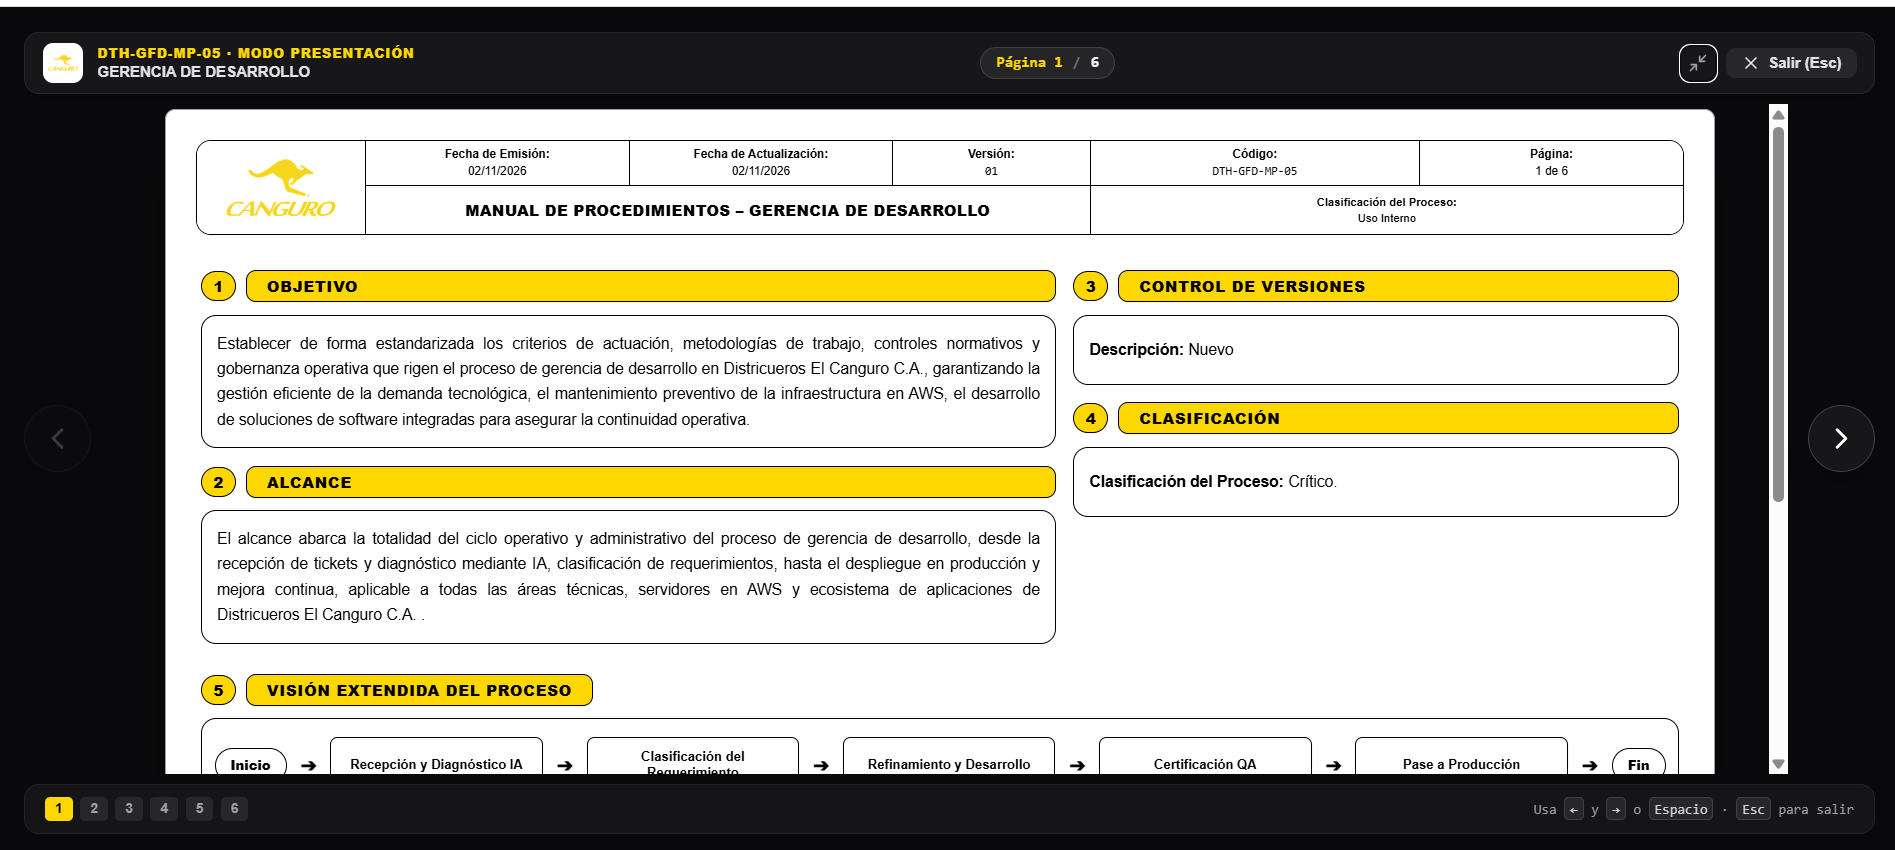 DTH-GFD-MP-05 · MODO PRESENTACIÓN
GERENCIA DE DESARROLLO
Página 1 / 6
Salir (Esc)
CANGURO
Fecha de Emisión:
02/11/2026
Fecha de Actualización:
02/11/2026
Versión:
01
Código:
DTH-GFD-MP-05
Página:
1 de 6
MANUAL DE PROCEDIMIENTOS – GERENCIA DE DESARROLLO
Clasificación del Proceso:
Uso Interno
1 OBJETIVO
Establecer de forma estandarizada los criterios de actuación, metodologías de trabajo, controles normativos y
gobernanza operativa que rigen el proceso de gerencia de desarrollo en Districueros El Canguro C.A., garantizando la
gestión eficiente de la demanda tecnológica, el mantenimiento preventivo de la infraestructura en AWS, el desarrollo
de soluciones de software integradas para asegurar la continuidad operativa.
2 ALCANCE
El alcance abarca la totalidad del ciclo operativo y administrativo del proceso de gerencia de desarrollo, desde la
recepción de tickets y diagnóstico mediante IA, clasificación de requerimientos, hasta el despliegue en producción y
mejora continua, aplicable a todas las áreas técnicas, servidores en AWS y ecosistema de aplicaciones de
Districueros El Canguro C.A. .
3 CONTROL DE VERSIONES
Descripción: Nuevo
4 CLASIFICACIÓN
Clasificación del Proceso: Crítico.
5 VISIÓN EXTENDIDA DEL PROCESO
Inicio ➔ Recepción y Diagnóstico IA ➔ Clasificación del
Requerimiento ➔ Refinamiento y Desarrollo ➔ Certificación QA ➔ Pase a Producción ➔ Fin
1 2 3 4 5 6
Usa ← y → o Espacio · Esc para salir